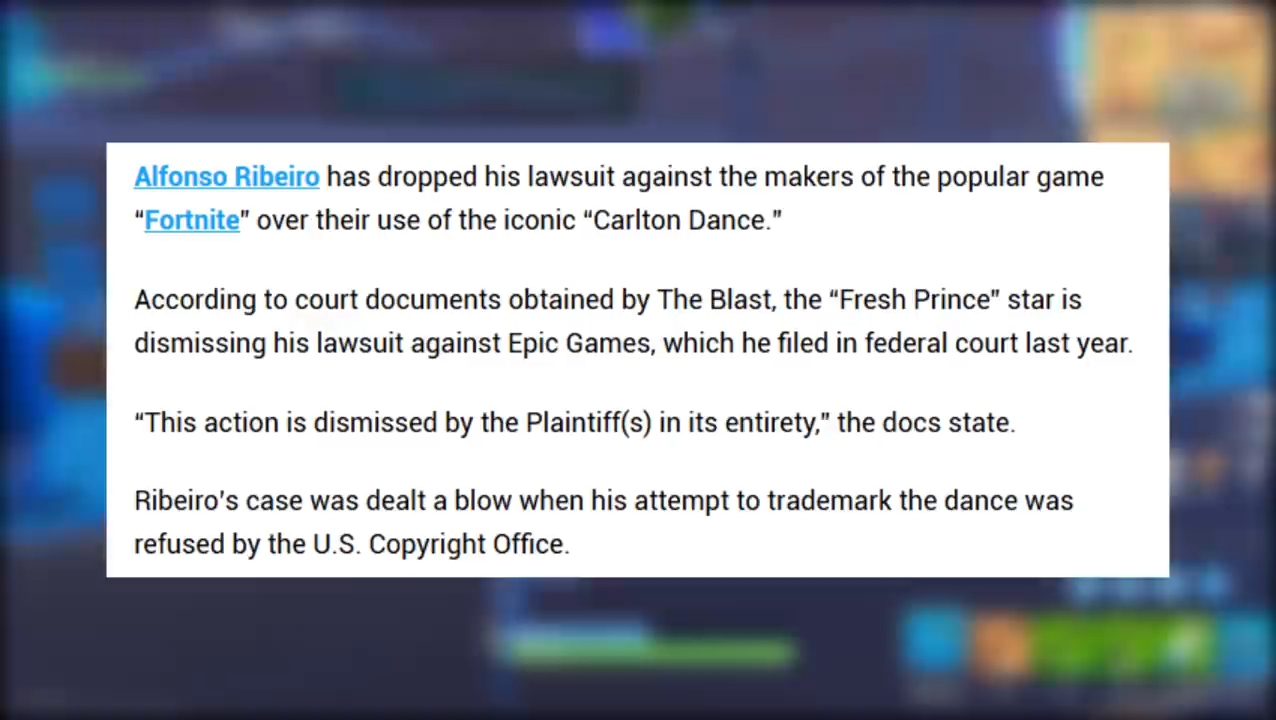 Alfonso Ribeiro has dropped his lawsuit against the makers of the popular game
“Fortnite” over their use of the iconic “Carlton Dance.”
According to court documents obtained by The Blast, the “Fresh Prince” star is
dismissing his lawsuit against Epic Games, which he filed in federal court last year.
“This action is dismissed by the Plaintiff(s) in its entirety,” the docs state.
Ribeiro’s case was dealt a blow when his attempt to trademark the dance was
refused by the U.S. Copyright Office.